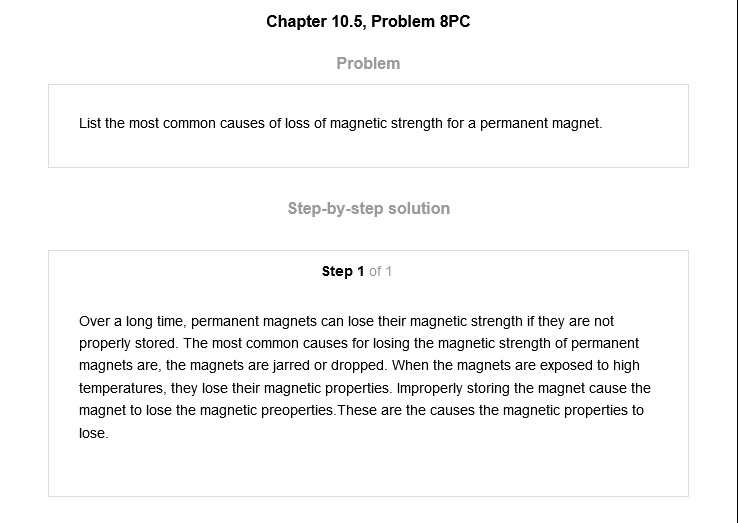 Chapter 10.5, Problem 8PC
Problem
List the most common causes of loss of magnetic strength for a permanent magnet.
Step-by-step solution
Step 1 of 1
Over a long time, permanent magnets can lose their magnetic strength if they are not
properly stored. The most common causes for losing the magnetic strength of permanent
magnets are, the magnets are jarred or dropped. When the magnets are exposed to high
temperatures, they lose their magnetic properties. Improperly storing the magnet cause the
magnet to lose the magnetic preoperties.These are the causes the magnetic properties to
lose.